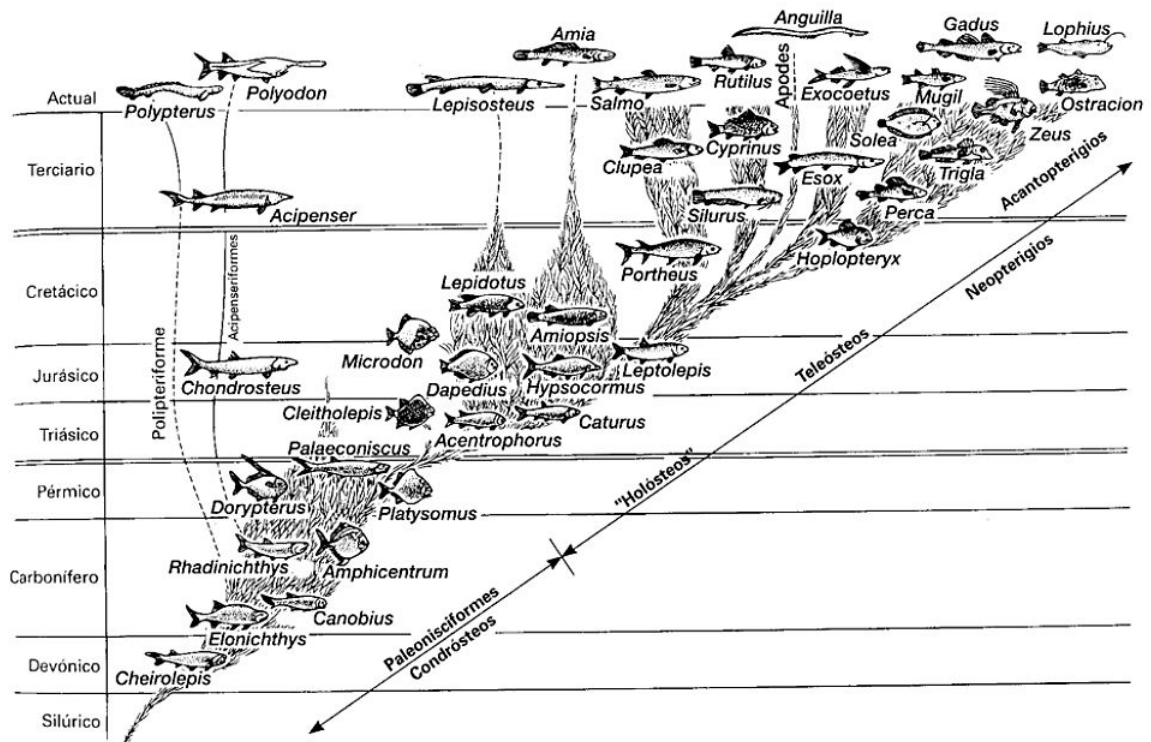 Anguilla
Gadus
Lophius
Amia
Polyodon
Rutilus
Apodes
Actual
Polypterus
Lepisosteus
Salmo
Exocoetus
Mugil
Ostracion
Zeus
Terciario
Clupea
Cyprinus
Solea
Esox
Trigla
Acantopterigios
Acipenser
Silurus
Perca
Hoplopteryx
Portheus
Neopterigios
Cretácico
Acipenseriformes
Lepidotus
Amiopsis
Microdon
Leptolepis
Teleósteos
Jurásico
Chondrosteus
Dapedius
Hypsocormus
Polipteriforme
Cleitholepis
Caturus
Triásico
Acentrophorus
Palaeconiscus
"Holósteos"
Pérmico
Dorypterus
Platysomus
Rhadinichthys
Amphicentrum
Carbonífero
Canobius
Elonichthys
Paleonisciformes
Condrósteos
Devónico
Cheirolepis
Silúrico